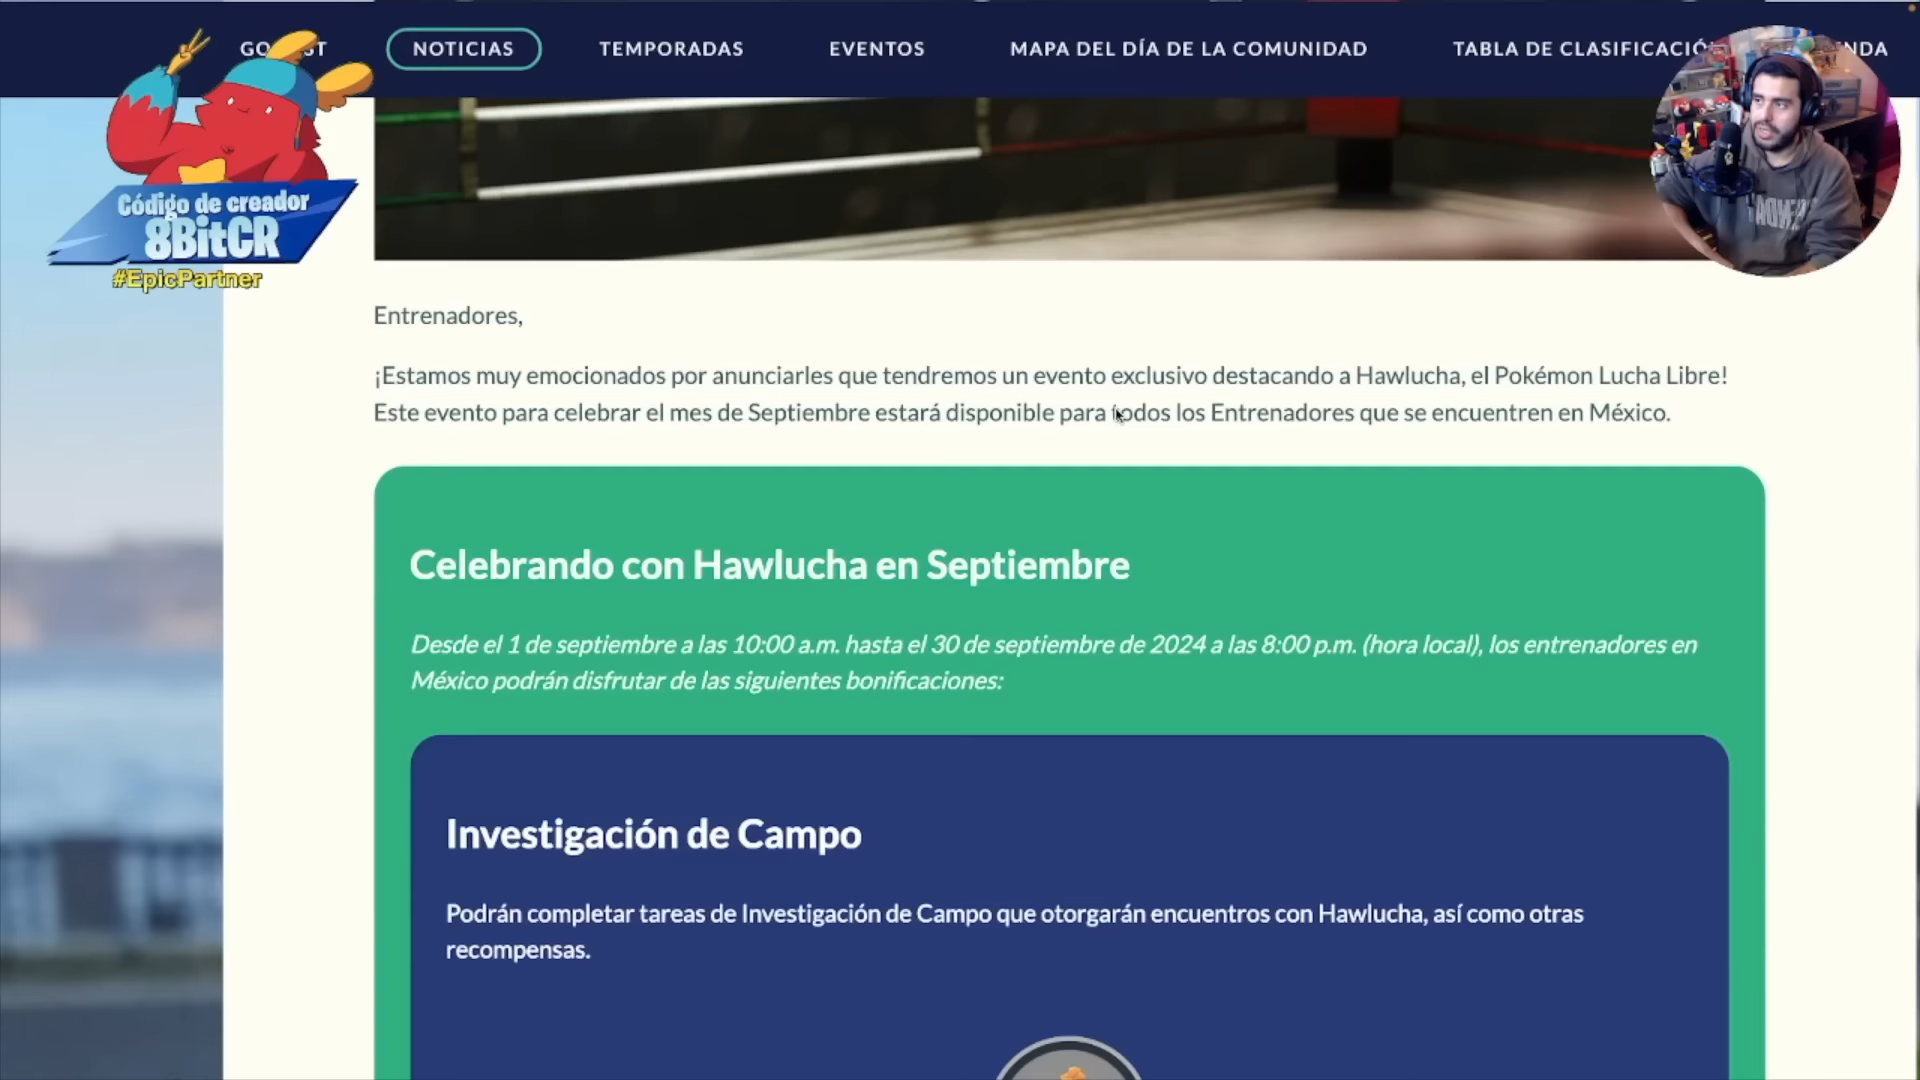 NOTICIAS
TEMPORADAS
EVENTOS
MAPA DEL DÍA DE LA COMUNIDAD
TABLA DE
Código de creador
8BitCR
#EpicPartner
Entrenadores,
¡Estamos muy emocionados por anunciarles que tendremos un evento exclusivo destacando a Hawlucha, el Pokémon Lucha Libre!
Este evento para celebrar el mes de Septiembre estará disponible para todos los Entrenadores que se encuentren en México.
Celebrando con Hawlucha en Septiembre
Desde el 1 de septiembre a las 10:00 a.m. hasta el 30 de septiembre de 2024 a las 8:00 p.m. (hora local), los entrenadores en
México podrán disfrutar de las siguientes bonificaciones:
Investigación de Campo
Podrán completar tareas de Investigación de Campo que otorgarán encuentros con Hawlucha, así como otras
recompensas.